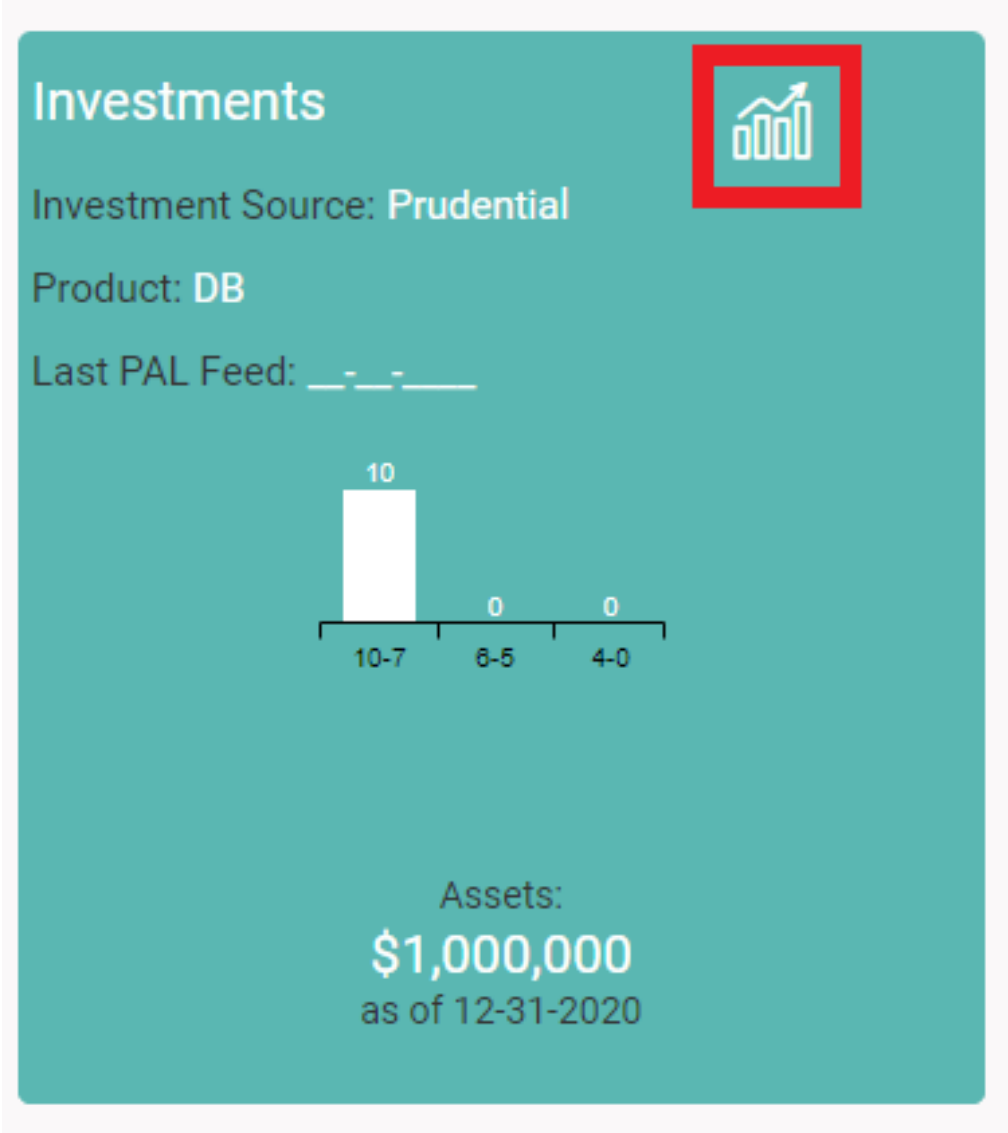 Investments
Investment Source: Prudential
Product: DB
Last PAL Feed: __-__-____
10
0 0
10-7 6-5 4-0
Assets:
$1,000,000
as of 12-31-2020